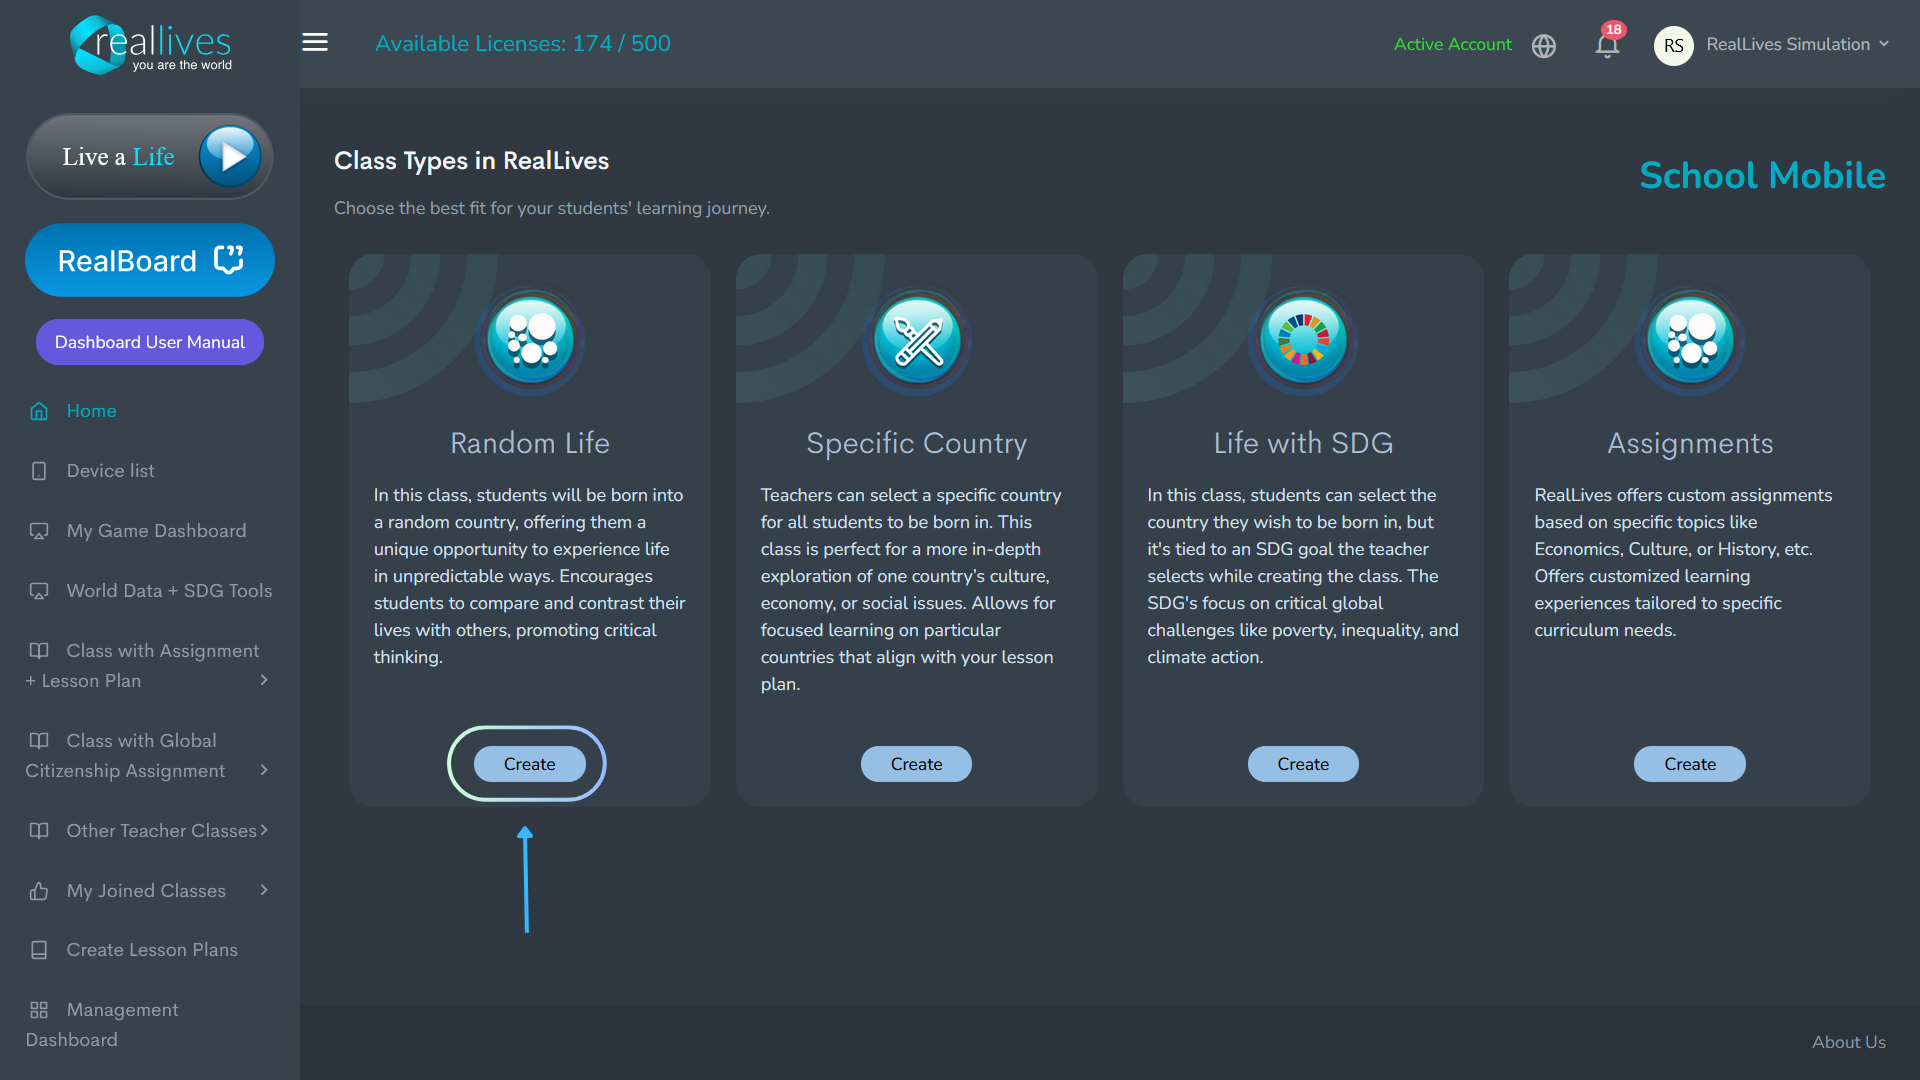 reallives
you are the world
Available Licenses: 174 / 500
Active Account
18
RS
RealLives Simulation
Live a Life
RealBoard
Dashboard User Manual
Home
Device list
My Game Dashboard
World Data + SDG Tools
Class with Assignment
+ Lesson Plan
Class with Global
Citizenship Assignment
Other Teacher Classes
My Joined Classes
Create Lesson Plans
Management
Dashboard
Class Types in RealLives
Choose the best fit for your students' learning journey.
School Mobile
Random Life
In this class, students will be born into
a random country, offering them a
unique opportunity to experience life
in unpredictable ways. Encourages
students to compare and contrast their
lives with others, promoting critical
thinking.
Create
Specific Country
Teachers can select a specific country
for all students to be born in. This
class is perfect for a more in-depth
exploration of one country’s culture,
economy, or social issues. Allows for
focused learning on particular
countries that align with your lesson
plan.
Create
Life with SDG
In this class, students can select the
country they wish to be born in, but
it's tied to an SDG goal the teacher
selects while creating the class. The
SDG's focus on critical global
challenges like poverty, inequality, and
climate action.
Create
Assignments
RealLives offers custom assignments
based on specific topics like
Economics, Culture, or History, etc.
Offers customized learning
experiences tailored to specific
curriculum needs.
Create
About Us